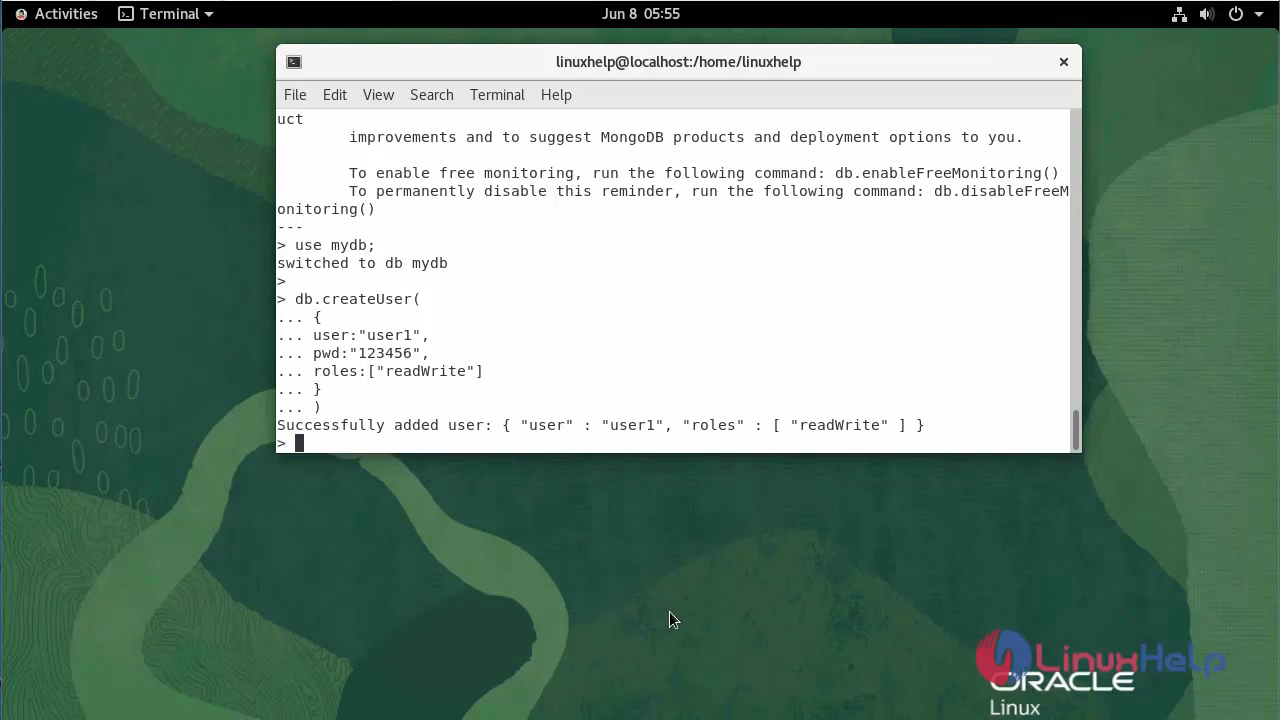 Activities Terminal Jun 8 05:55
linuxhelp@localhost:/home/linuxhelp ×
File Edit View Search Terminal Help
uct
improvements and to suggest MongoDB products and deployment options to you.
To enable free monitoring, run the following command: db.enableFreeMonitoring()
To permanently disable this reminder, run the following command: db.disableFreeM
onitoring()
---
> use mydb;
switched to db mydb
>
> db.createUser(
... {
... user:"user1",
... pwd:"123456",
... roles:["readWrite"]
... }
... )
Successfully added user: { "user" : "user1", "roles" : [ "readWrite" ] }
>
LinuxHelp
ORACLE
Linux